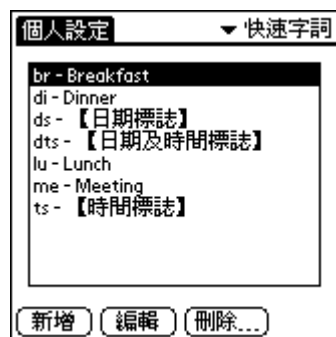 個人設定 快速字詞
br - Breakfast
di - Dinner
ds - 【日期標誌】
dts - 【日期及時間標誌】
lu - Lunch
me - Meeting
ts - 【時間標誌】
新增 編輯 刪除...